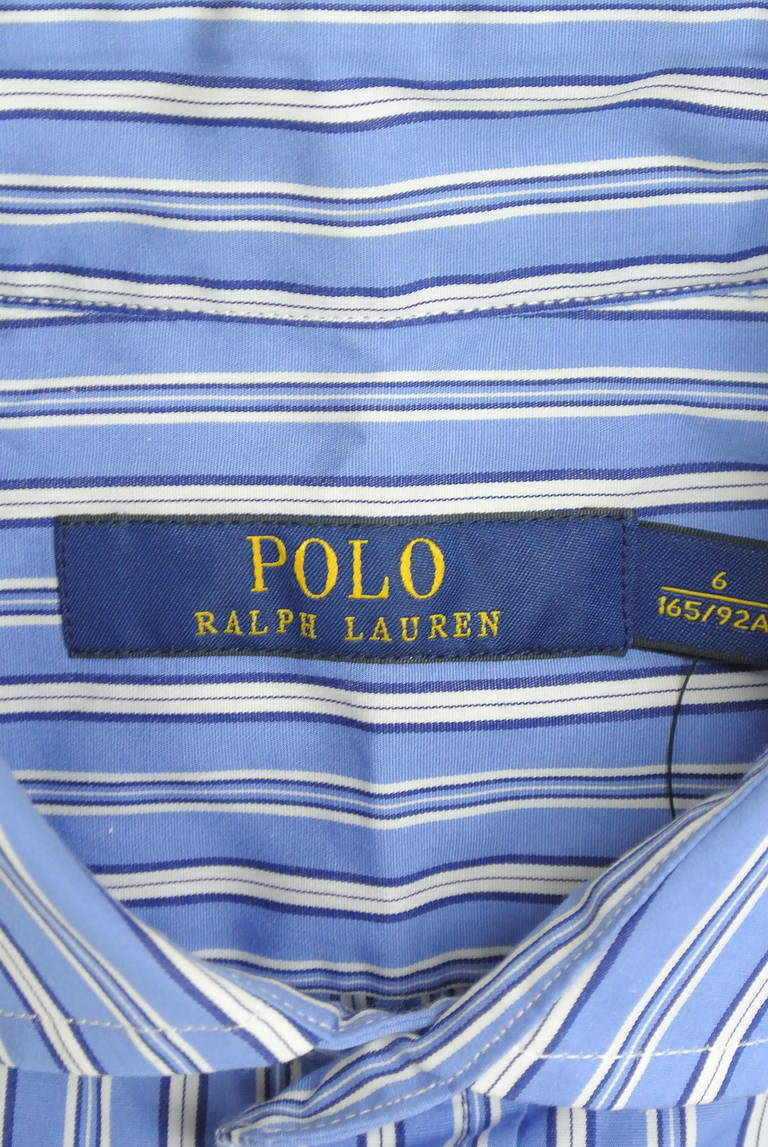 POLO
RALPH LAUREN
6
165/92A